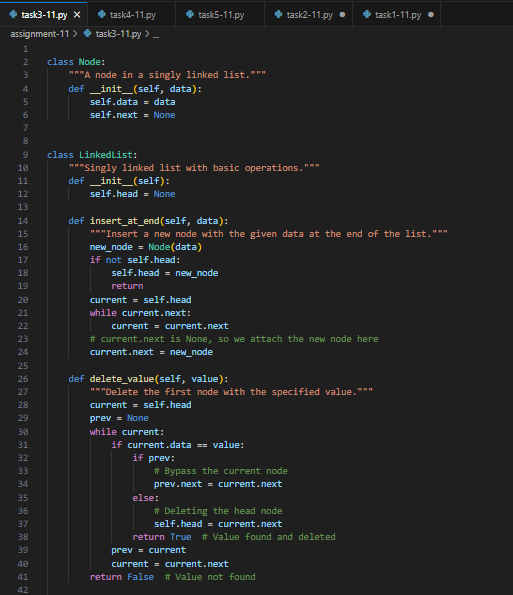 task3-11.py × task4-11.py task5-11.py task2-11.py ● task1-11.py ●
assignment-11 > task3-11.py > ...
1
2 class Node:
3     """A node in a singly linked list."""
4     def __init__(self, data):
5         self.data = data
6         self.next = None
7
8
9 class LinkedList:
10     """Singly linked list with basic operations."""
11     def __init__(self):
12         self.head = None
13
14     def insert_at_end(self, data):
15         """Insert a new node with the given data at the end of the list."""
16         new_node = Node(data)
17         if not self.head:
18             self.head = new_node
19             return
20         current = self.head
21         while current.next:
22             current = current.next
23         # current.next is None, so we attach the new node here
24         current.next = new_node
25
26     def delete_value(self, value):
27         """Delete the first node with the specified value."""
28         current = self.head
29         prev = None
30         while current:
31             if current.data == value:
32                 if prev:
33                     # Bypass the current node
34                     prev.next = current.next
35                 else:
36                     # Deleting the head node
37                     self.head = current.next
38                 return True  # Value found and deleted
39             prev = current
40             current = current.next
41         return False  # Value not found
42